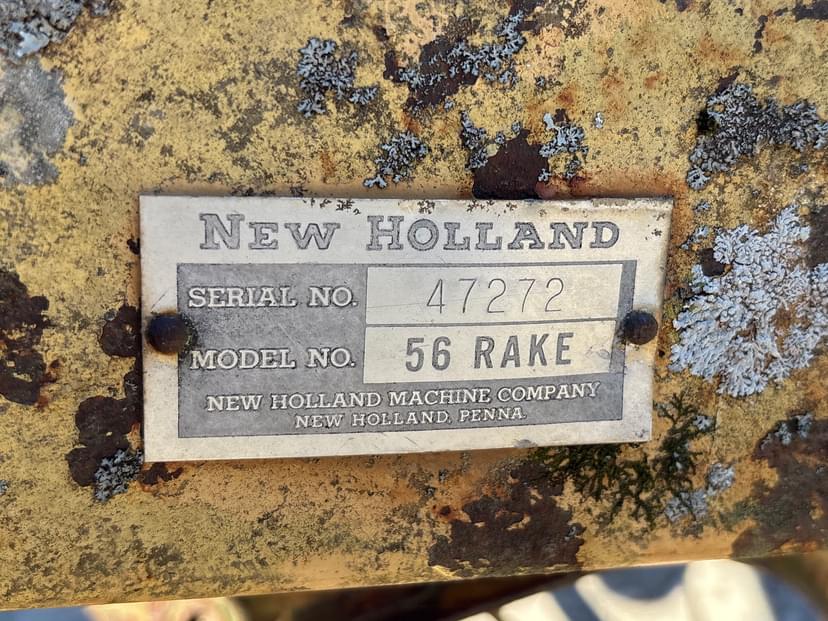 NEW HOLLAND
SERIAL NO. 47272
MODEL NO. 56 RAKE
NEW HOLLAND MACHINE COMPANY
NEW HOLLAND, PENNA.